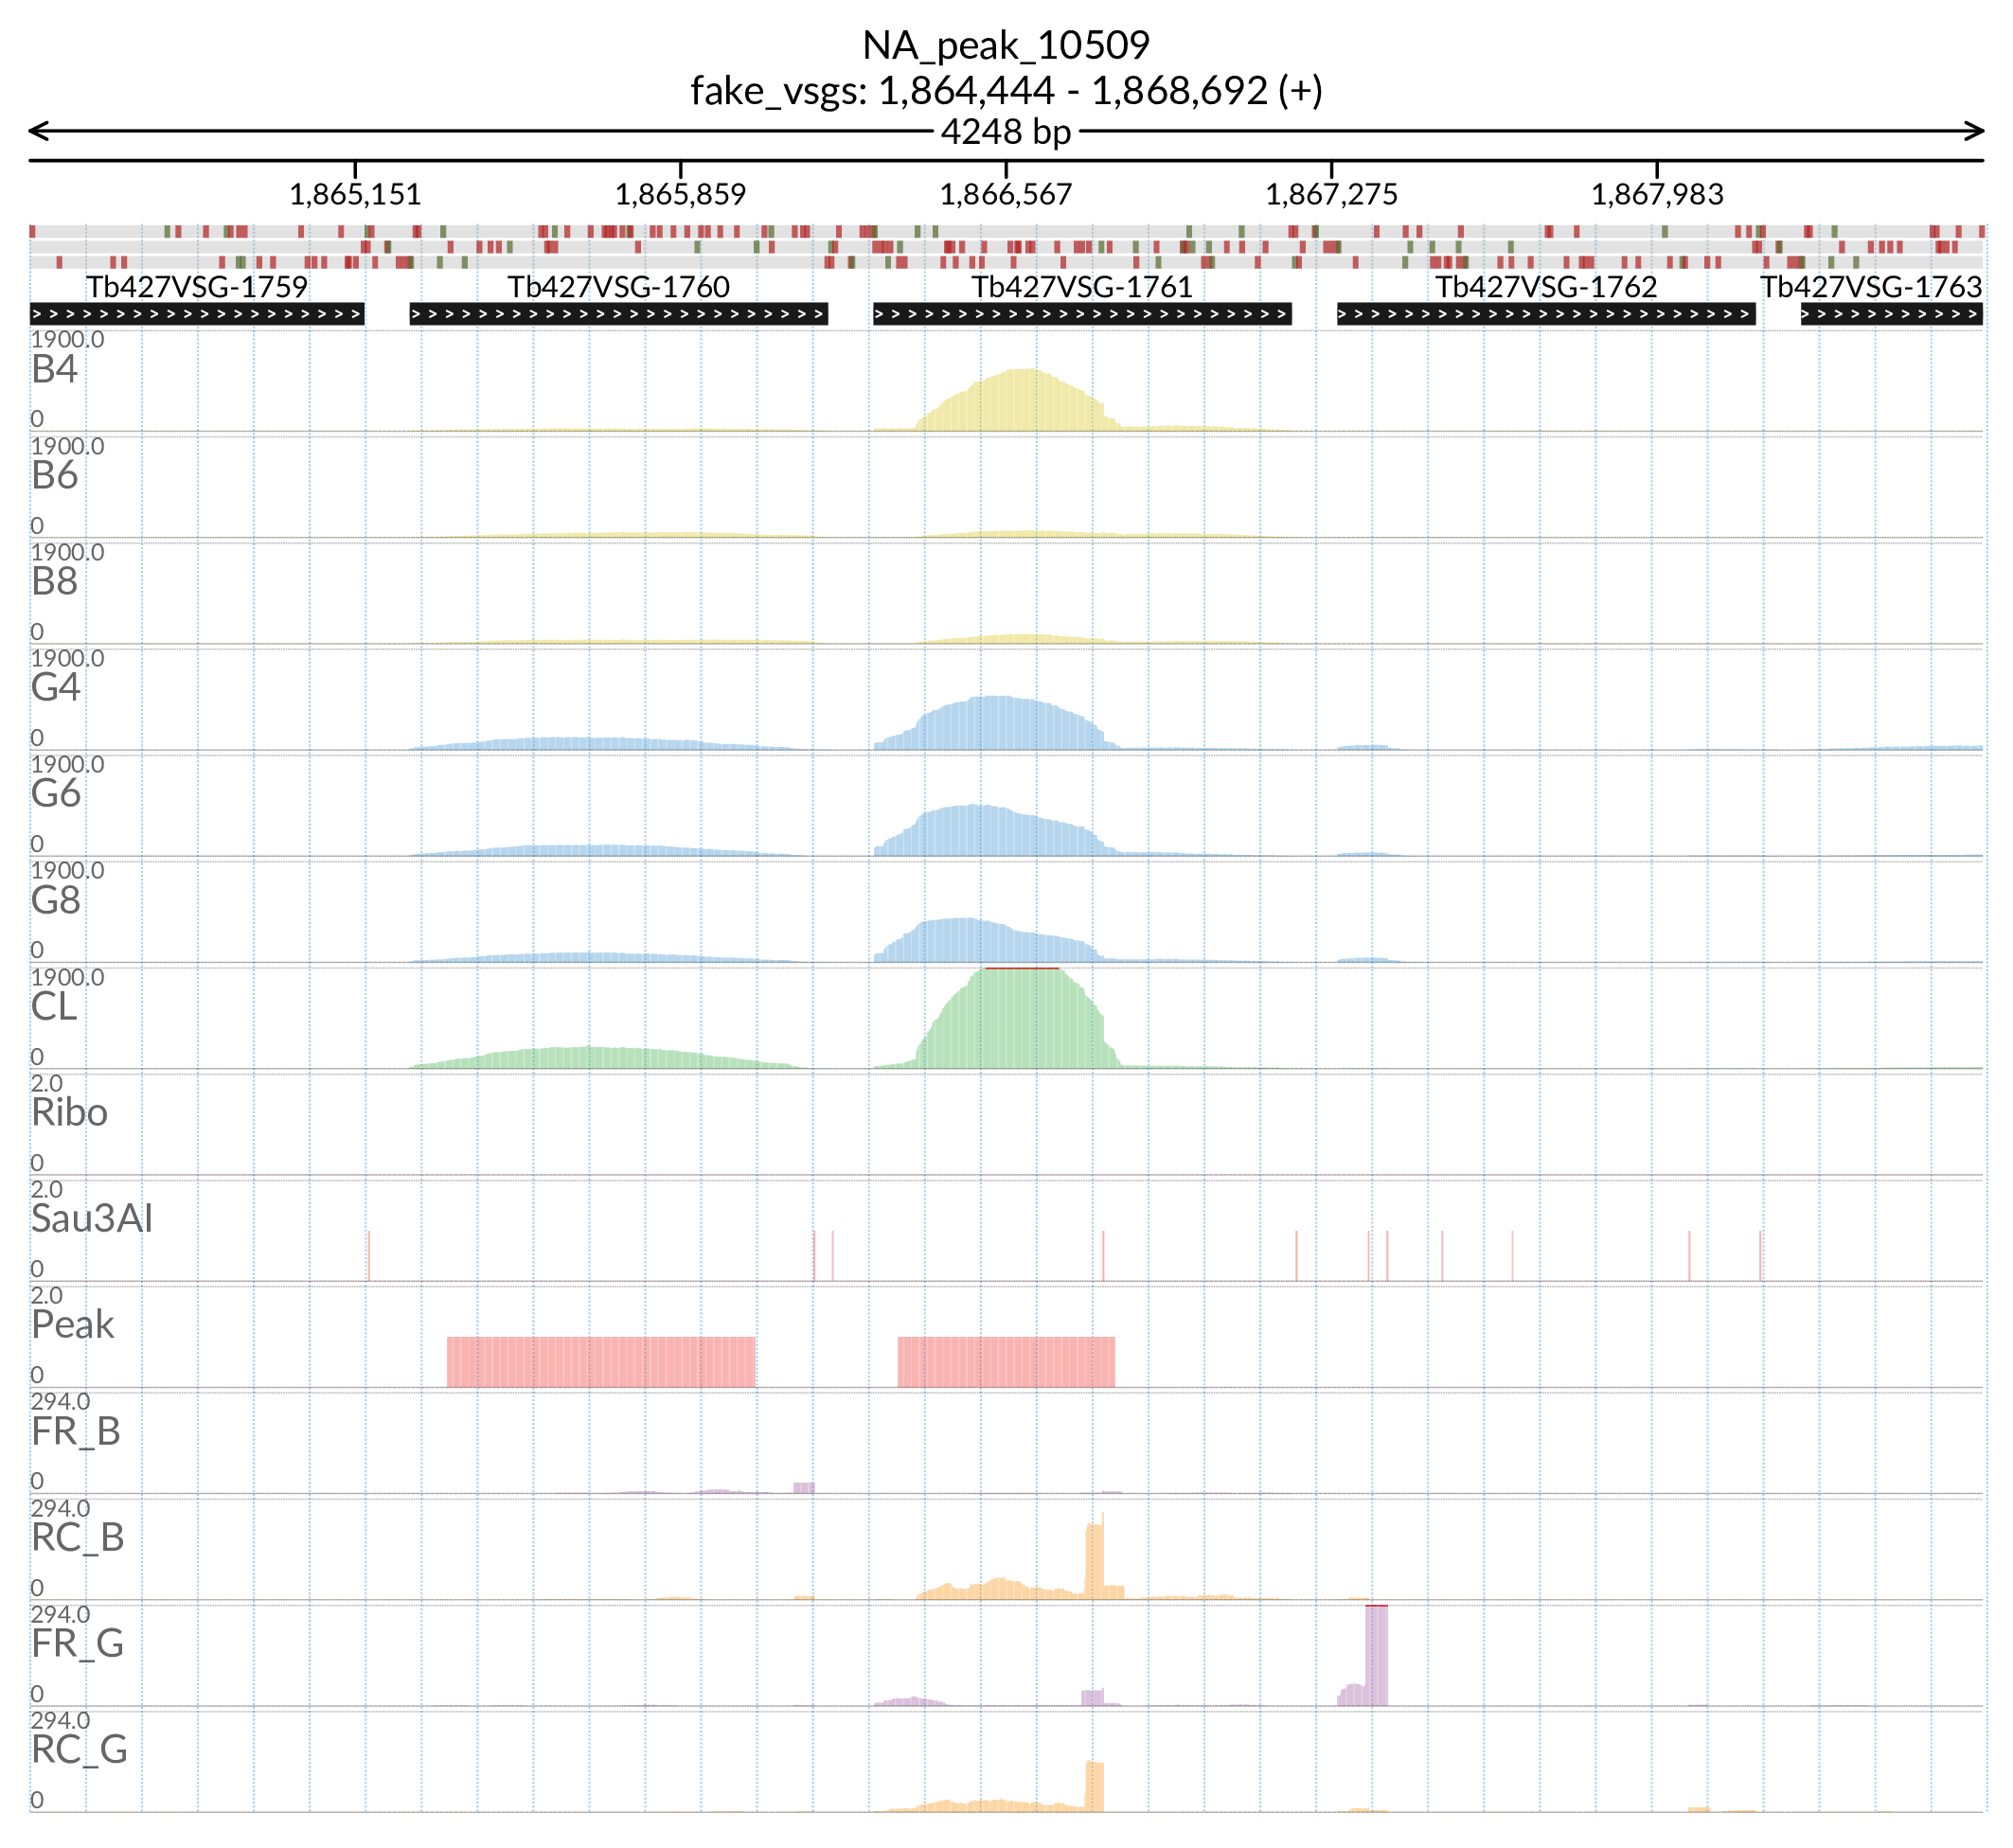 NA_peak_10509
fake_vsgs: 1,864,444 - 1,868,692 (+)
4248 bp
1,865,151 1,865,859 1,866,567 1,867,275 1,867,983
Tb427VSG-1759 Tb427VSG-1760 Tb427VSG-1761 Tb427VSG-1762 Tb427VSG-1763
1900.0
B4
0
1900.0
B6
0
1900.0
B8
0
1900.0
G4
0
1900.0
G6
0
1900.0
G8
0
1900.0
CL
0
2.0
Ribo
0
2.0
Sau3AI
0
2.0
Peak
0
294.0
FR_B
0
294.0
RC_B
0
294.0
FR_G
0
294.0
RC_G
0